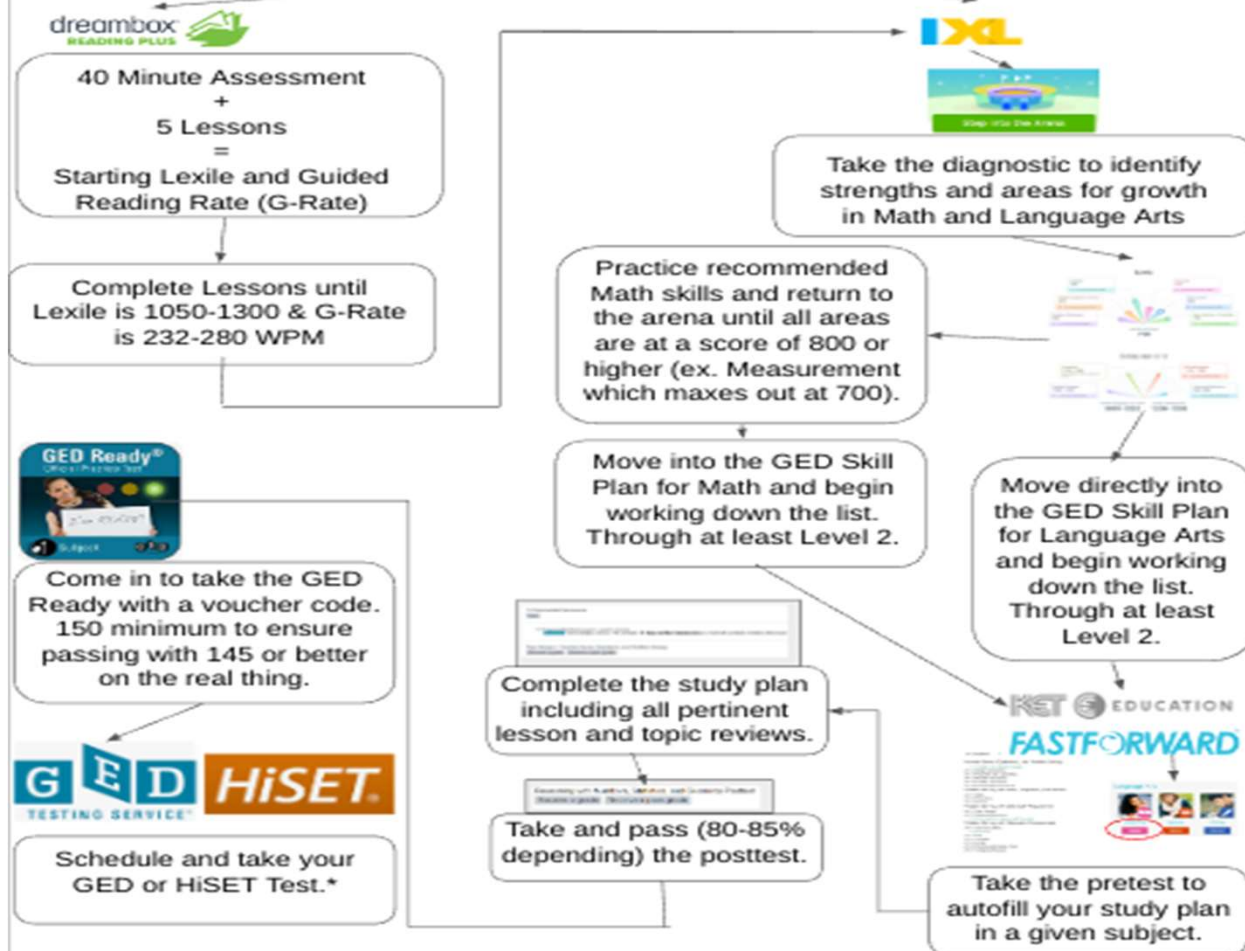 dreambox
READING PLUS
40 Minute Assessment
+
5 Lessons
=
Starting Lexile and Guided
Reading Rate (G-Rate)
Complete Lessons until
Lexile is 1050-1300 & G-Rate
is 232-280 WPM
IXL
Step into the Arena
Take the diagnostic to identify
strengths and areas for growth
in Math and Language Arts
Practice recommended
Math skills and return to
the arena until all areas
are at a score of 800 or
higher (ex. Measurement
which maxes out at 700).
Move into the GED Skill
Plan for Math and begin
working down the list.
Through at least Level 2.
Move directly into
the GED Skill Plan
for Language Arts
and begin working
down the list.
Through at least
Level 2.
KET EDUCATION
FASTFORWARD
Take the pretest to
autofill your study plan
in a given subject.
Complete the study plan
including all pertinent
lesson and topic reviews.
Take and pass (80-85%
depending) the posttest.
GED Ready®
Official Practice Test
Subject
Come in to take the GED
Ready with a voucher code.
150 minimum to ensure
passing with 145 or better
on the real thing.
GED
TESTING SERVICE®
HiSET®
Schedule and take your
GED or HiSET Test.*